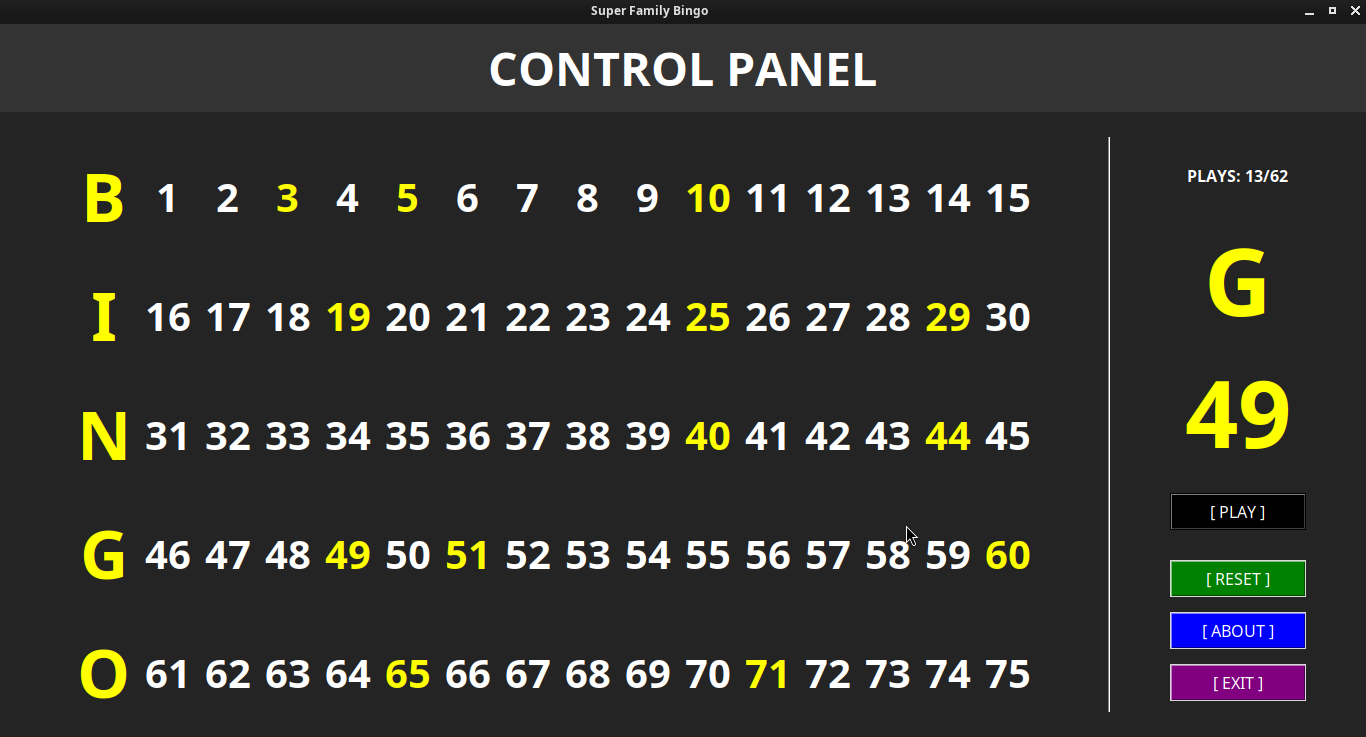 Super Family Bingo
CONTROL PANEL
B 1 2 3 4 5 6 7 8 9 10 11 12 13 14 15
I 16 17 18 19 20 21 22 23 24 25 26 27 28 29 30
N 31 32 33 34 35 36 37 38 39 40 41 42 43 44 45
G 46 47 48 49 50 51 52 53 54 55 56 57 58 59 60
O 61 62 63 64 65 66 67 68 69 70 71 72 73 74 75
PLAYS: 13/62
G
49
[ PLAY ]
[ RESET ]
[ ABOUT ]
[ EXIT ]